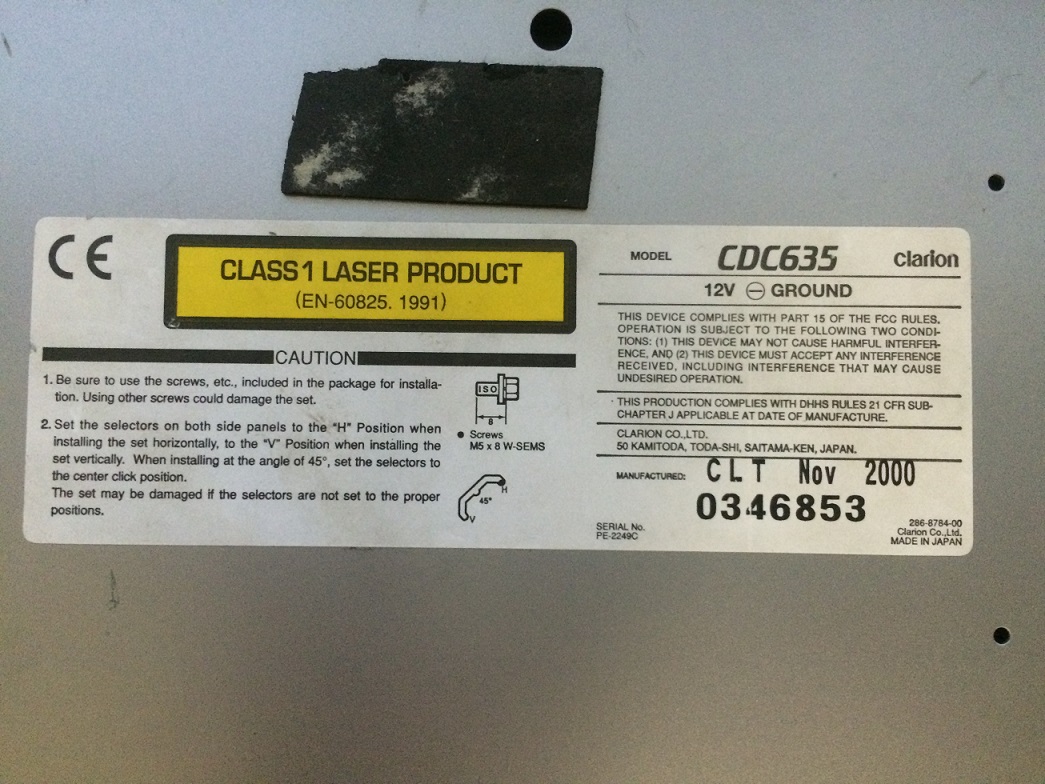 CE
CLASS 1 LASER PRODUCT
(EN-60825. 1991)
CAUTION
1. Be sure to use the screws, etc., included in the package for installa-
tion. Using other screws could damage the set.
2. Set the selectors on both side panels to the "H" Position when
installing the set horizontally, to the "V" Position when installing the
set vertically. When installing at the angle of 45°, set the selectors to
the center click position.
The set may be damaged if the selectors are not set to the proper
positions.
ISO
8
● Screws
M5 x 8 W-SEMS
H
45°
V
MODEL CDC635 clarion
12V ⊖ GROUND
THIS DEVICE COMPLIES WITH PART 15 OF THE FCC RULES.
OPERATION IS SUBJECT TO THE FOLLOWING TWO CONDI-
TIONS: (1) THIS DEVICE MAY NOT CAUSE HARMFUL INTERFER-
ENCE, AND (2) THIS DEVICE MUST ACCEPT ANY INTERFERENCE
RECEIVED, INCLUDING INTERFERENCE THAT MAY CAUSE
UNDESIRED OPERATION.
THIS PRODUCTION COMPLIES WITH DHHS RULES 21 CFR SUB-
CHAPTER J APPLICABLE AT DATE OF MANUFACTURE.
CLARION CO.,LTD.
50 KAMITODA, TODA-SHI, SAITAMA-KEN, JAPAN.
MANUFACTURED: CLT Nov 2000
0346853
SERIAL No.
PE-2249C
286-8784-00
Clarion Co.,Ltd.
MADE IN JAPAN